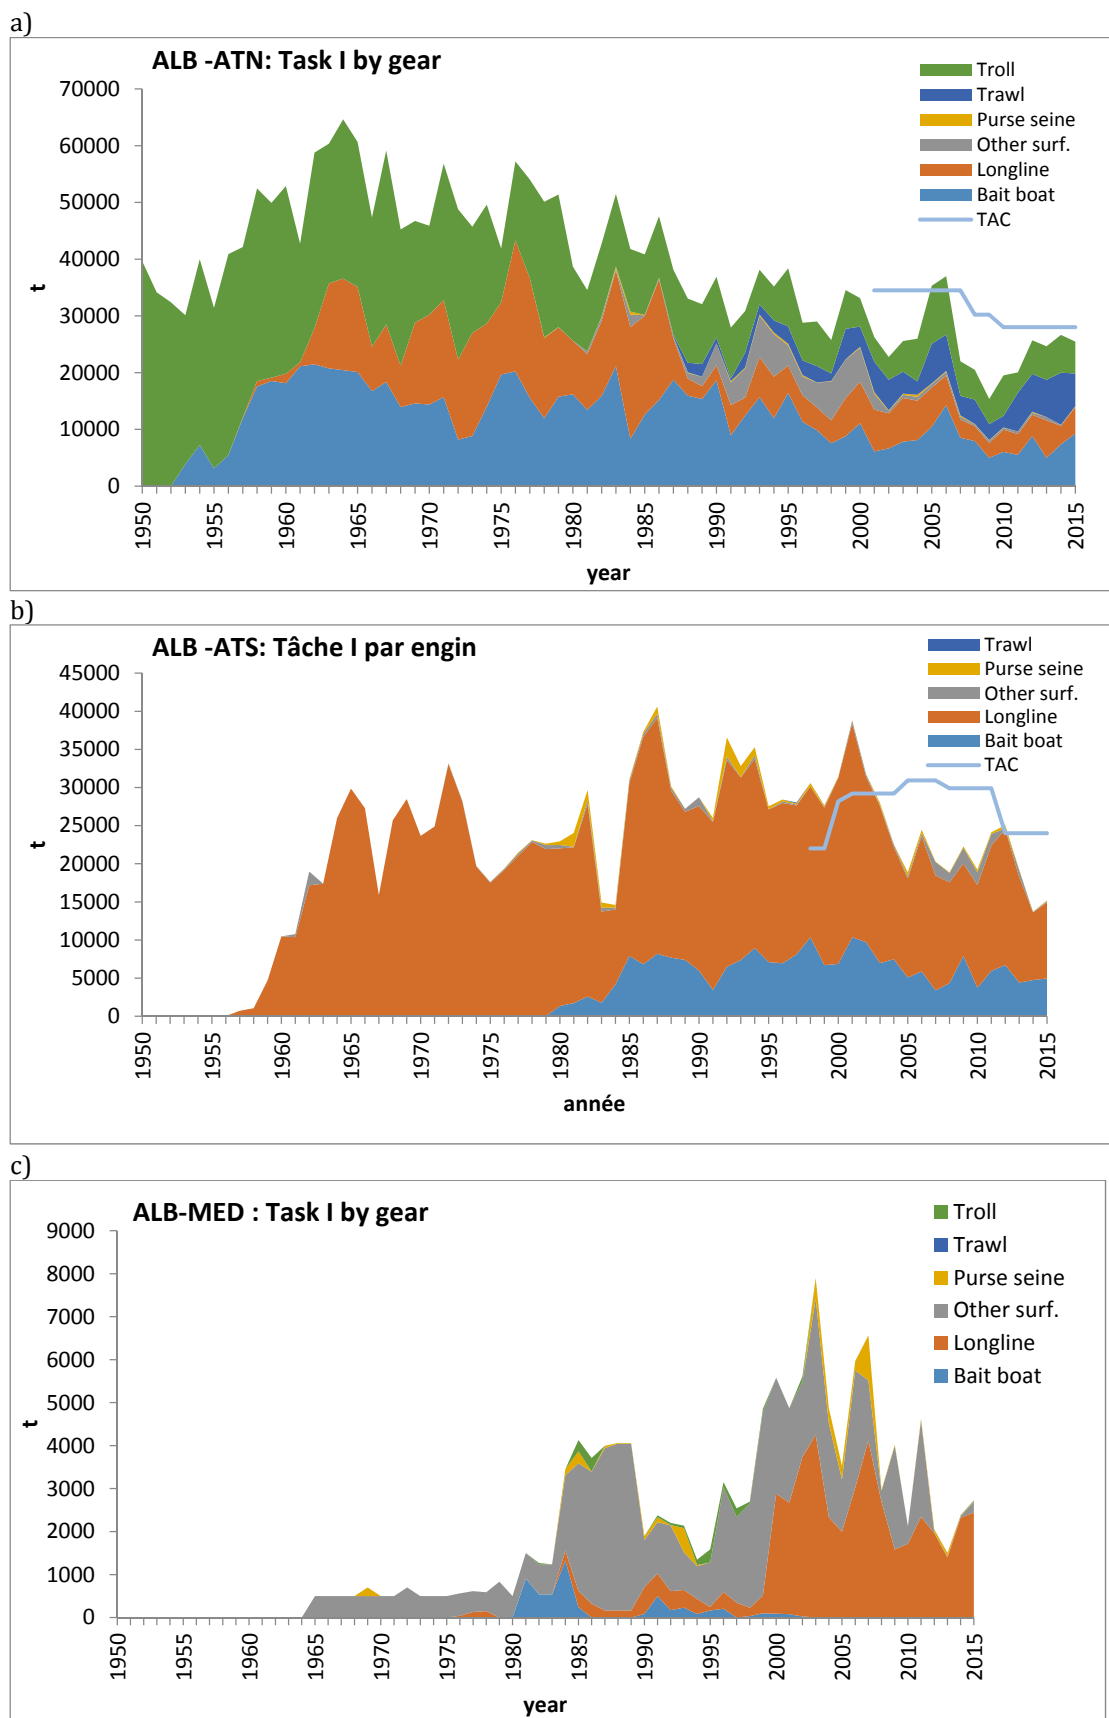 a)
ALB -ATN: Task I by gear
Troll
Trawl
Purse seine
Other surf.
Longline
Bait boat
TAC
70000
60000
50000
40000
30000
20000
10000
0
t
1950
1955
1960
1965
1970
1975
1980
1985
1990
1995
2000
2005
2010
2015
year
b)
ALB -ATS: Tâche I par engin
Trawl
Purse seine
Other surf.
Longline
Bait boat
TAC
45000
40000
35000
30000
25000
20000
15000
10000
5000
0
t
1950
1955
1960
1965
1970
1975
1980
1985
1990
1995
2000
2005
2010
2015
année
c)
ALB-MED : Task I by gear
Troll
Trawl
Purse seine
Other surf.
Longline
Bait boat
9000
8000
7000
6000
5000
4000
3000
2000
1000
0
t
1950
1955
1960
1965
1970
1975
1980
1985
1990
1995
2000
2005
2010
2015
year